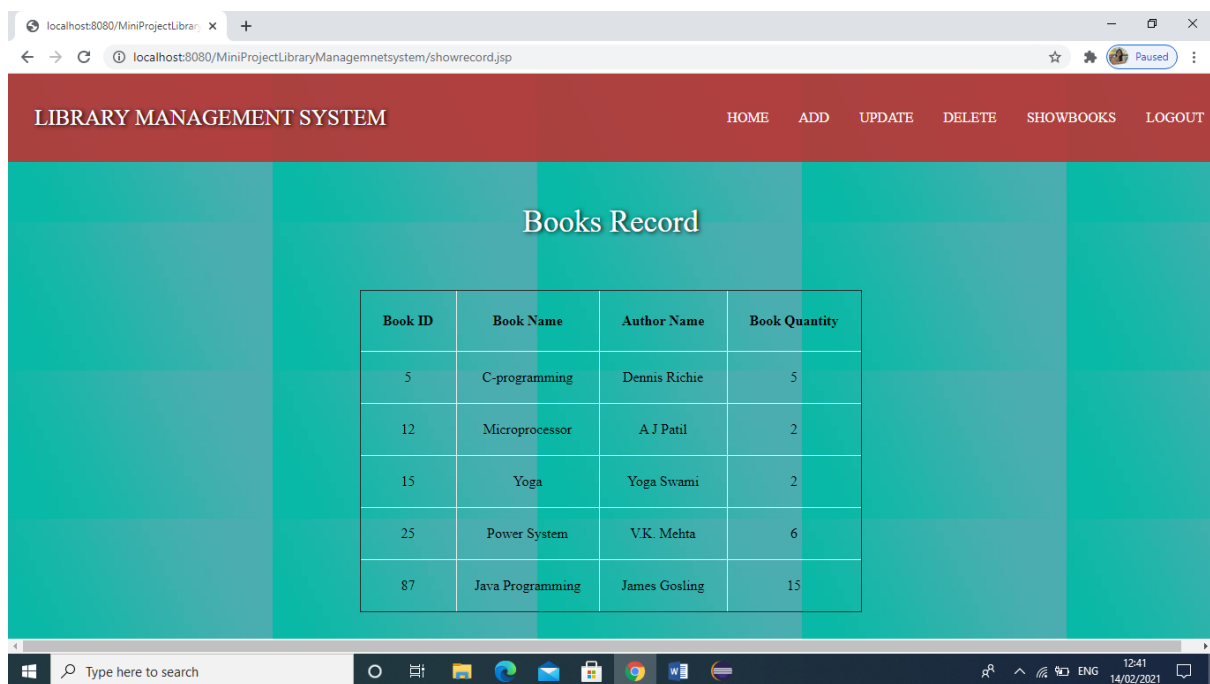 localhost:8080/MiniProjectLibrar
localhost:8080/MiniProjectLibraryManagemnetsystem/showrecord.jsp
Paused
LIBRARY MANAGEMENT SYSTEM HOME ADD UPDATE DELETE SHOWBOOKS LOGOUT
Books Record
Book ID Book Name Author Name Book Quantity
5 C-programming Dennis Richie 5
12 Microprocessor A J Patil 2
15 Yoga Yoga Swami 2
25 Power System V.K. Mehta 6
87 Java Programming James Gosling 15
Type here to search ENG 12:41
14/02/2021